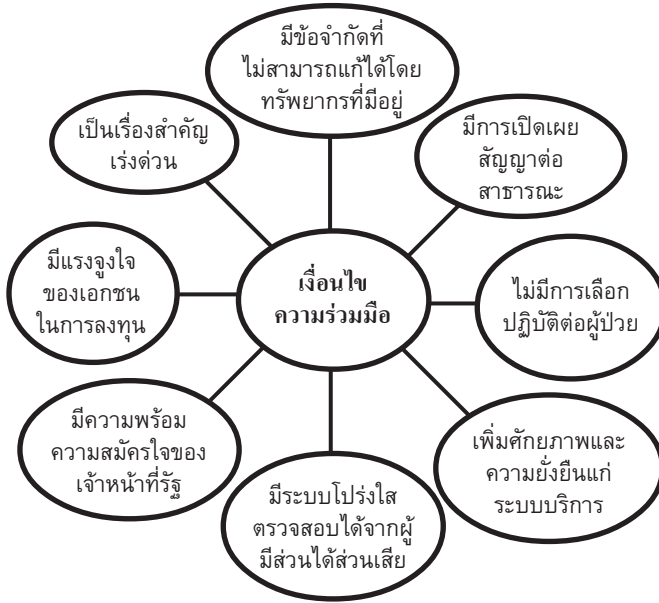 มีข้อจำกัดที่
ไม่สามารถแก้ได้โดย
ทรัพยากรที่มีอยู่
เป็นเรื่องสำคัญ
เร่งด่วน
มีการเปิดเผย
สัญญาต่อ
สาธารณะ
มีแรงจูงใจ
ของเอกชน
ในการลงทุน
เงื่อนไข
ความร่วมมือ
ไม่มีการเลือก
ปฏิบัติต่อผู้ป่วย
มีความพร้อม
ความสมัครใจของ
เจ้าหน้าที่รัฐ
เพิ่มศักยภาพและ
ความยั่งยืนแก่
ระบบบริการ
มีระบบโปร่งใส
ตรวจสอบได้จากผู้
มีส่วนได้ส่วนเสีย